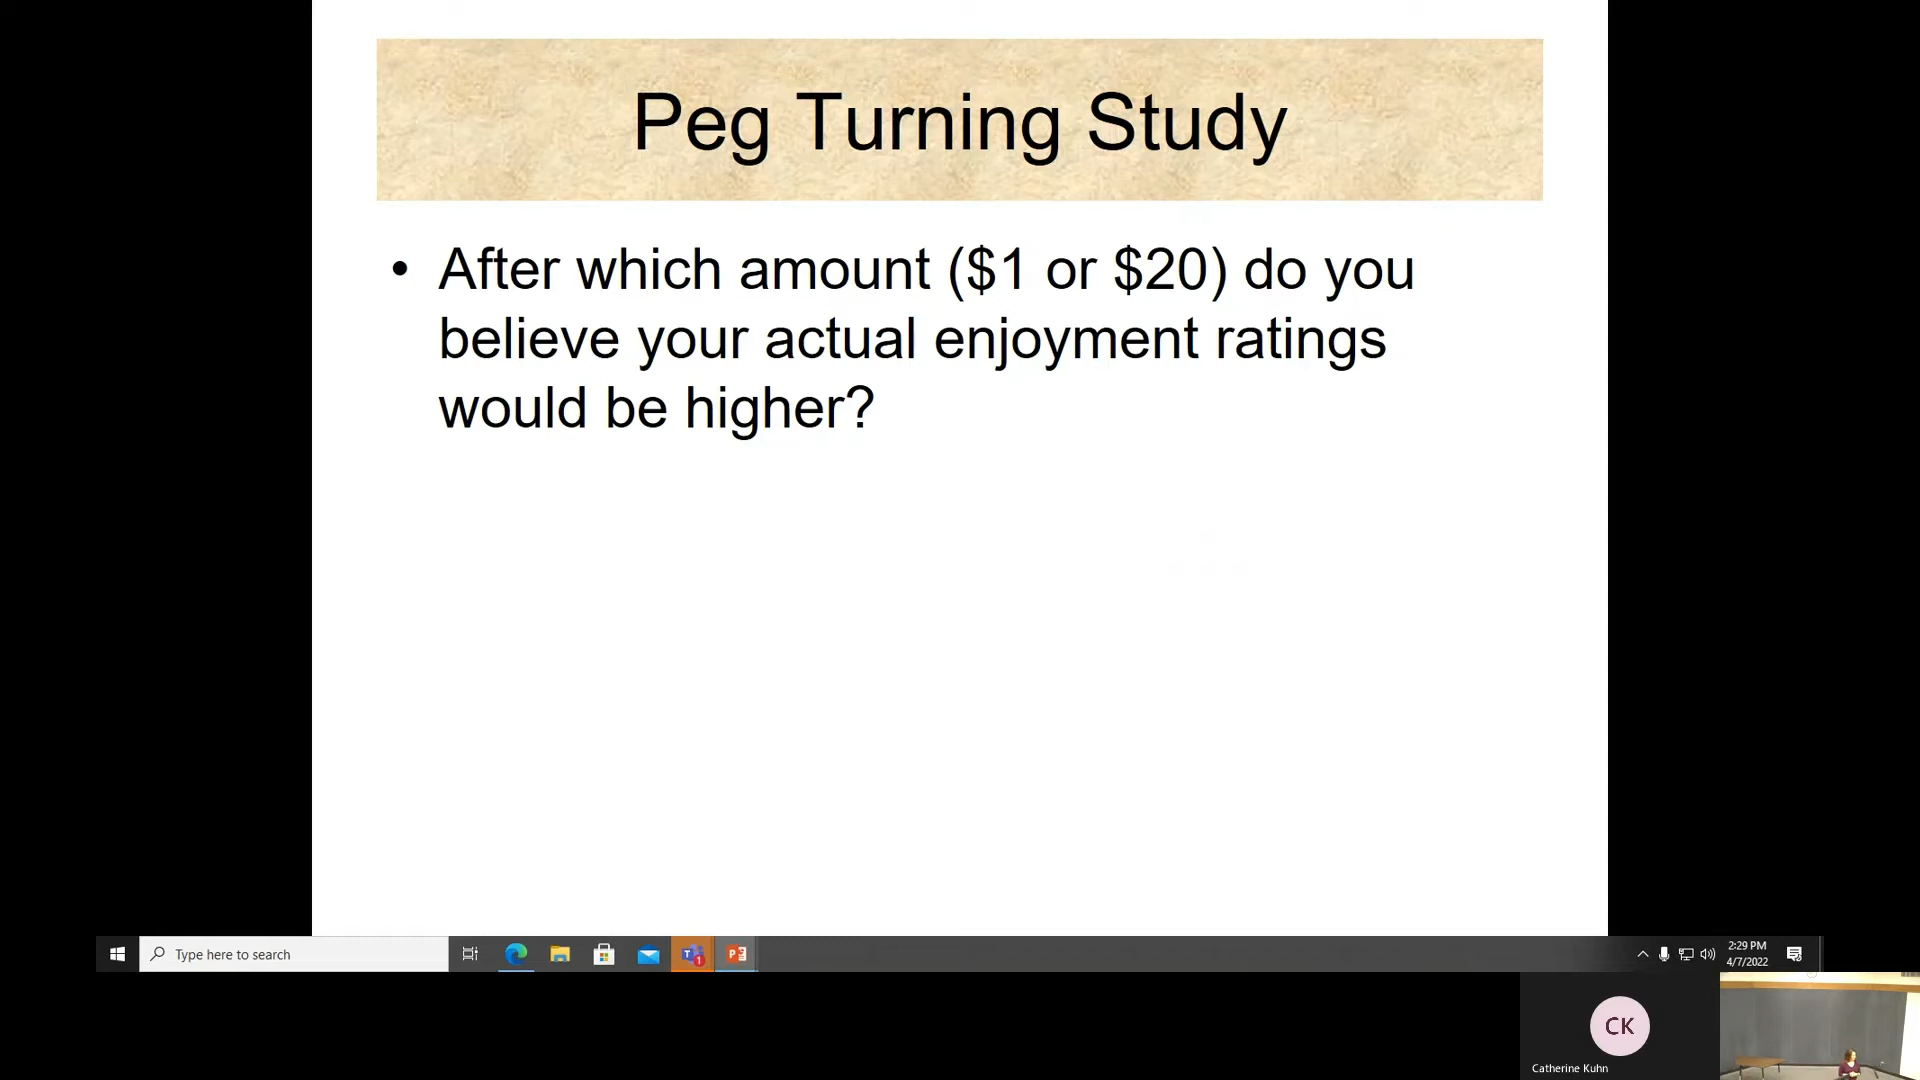 Peg Turning Study
• After which amount ($1 or $20) do you
believe your actual enjoyment ratings
would be higher?
Type here to search
2:29 PM
4/7/2022
CK
Catherine Kuhn